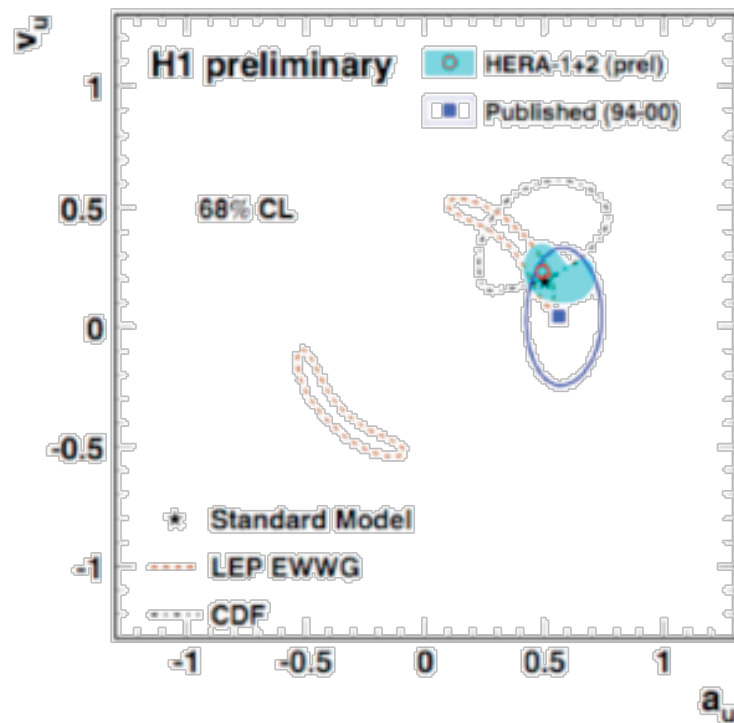 v_u
H1 preliminary
HERA-1+2 (prel)
Published (94-00)
1
0.5
68% CL
0
-0.5
Standard Model
-1
LEP EWWG
CDF
-1 -0.5 0 0.5 1
a_u